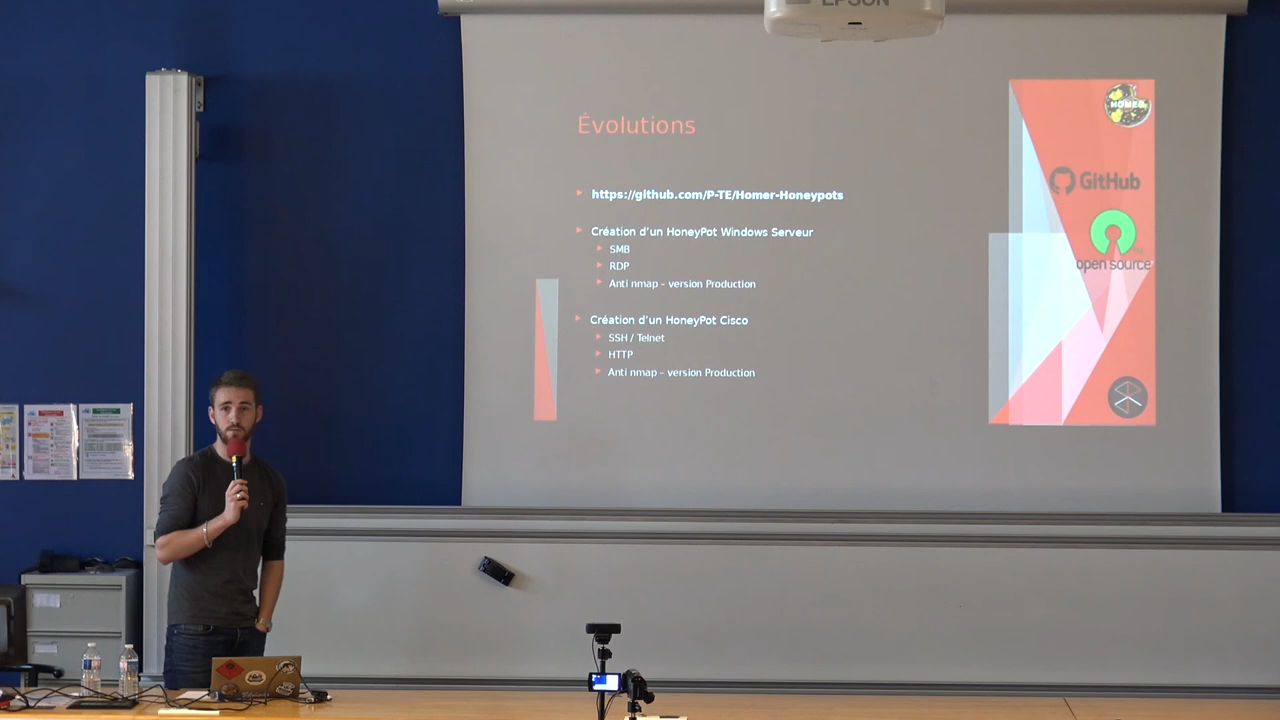 EPSON
Évolutions
HOMER
https://github.com/P-TE/Homer-Honeypots
GitHub
Création d'un HoneyPot Windows Serveur
SMB
RDP
Anti nmap – version Production
open source
Création d'un HoneyPot Cisco
SSH / Telnet
HTTP
Anti nmap – version Production